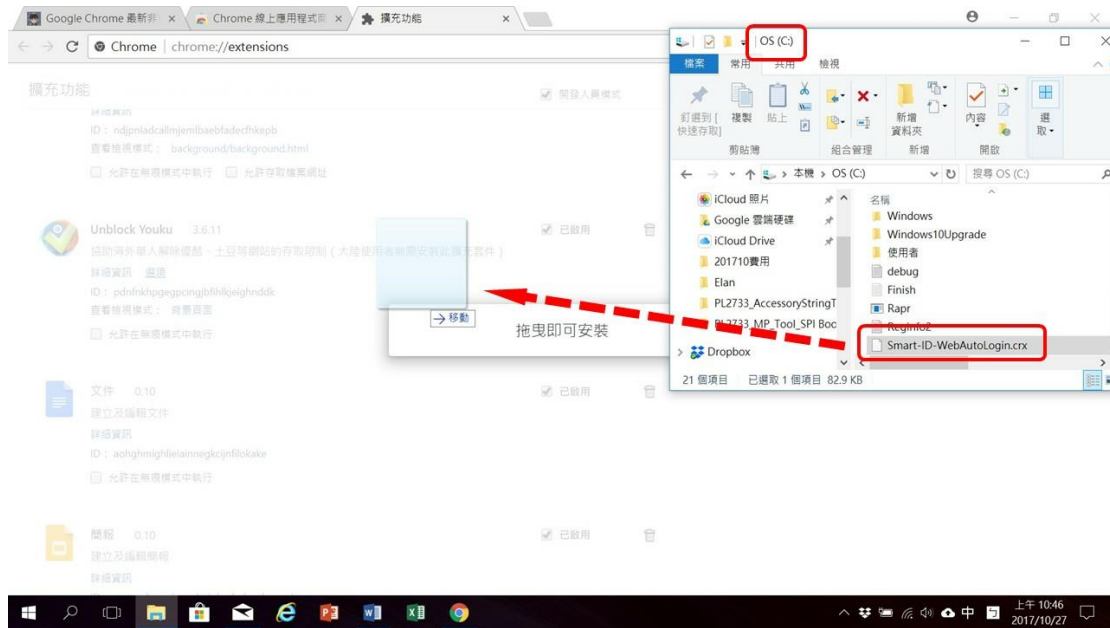 Google Chrome 最新非
Chrome 線上應用程式商
擴充功能
Chrome | chrome://extensions
擴充功能
開發人員模式
詳細資訊
ID： ndjpnladcallmjemlbaebfadecfhkepb
查看檢視模式： background/background.html
允許在無痕模式中執行 允許存取檔案網址
Unblock Youku 3.6.11
已啟用
協助海外華人解除優酷、土豆等網站的存取限制 ( 大陸使用者無需安裝此擴充套件 )
詳細資訊 選項
ID： pdnfnkhpgegpcingjbfihlkjeighnddk
查看檢視模式： 背景頁面
允許在無痕模式中執行
→ 移動
拖曳即可安裝
文件 0.10
已啟用
建立及編輯文件
詳細資訊
ID： aohghmighlieiainnegkcijnfilokake
允許在無痕模式中執行
簡報 0.10
已啟用
建立及編輯簡報
詳細資訊
OS (C:)
檔案 常用 共用 檢視
釘選到 [
快速存取]
複製
貼上
新增
資料夾
內容
選
取
剪貼簿 組合管理 新增 開啟
本機 › OS (C:)
搜尋 OS (C:)
iCloud 照片
Google 雲端硬碟
iCloud Drive
201710費用
Elan
PL2733_AccessoryStringT
PL2733_MP_Tool_SPI Boc
Dropbox
名稱
Windows
Windows10Upgrade
使用者
debug
Finish
Rapr
RegInfo2
Smart-ID-WebAutoLogin.crx
21 個項目 已選取 1 個項目 82.9 KB
中
上午 10:46
2017/10/27